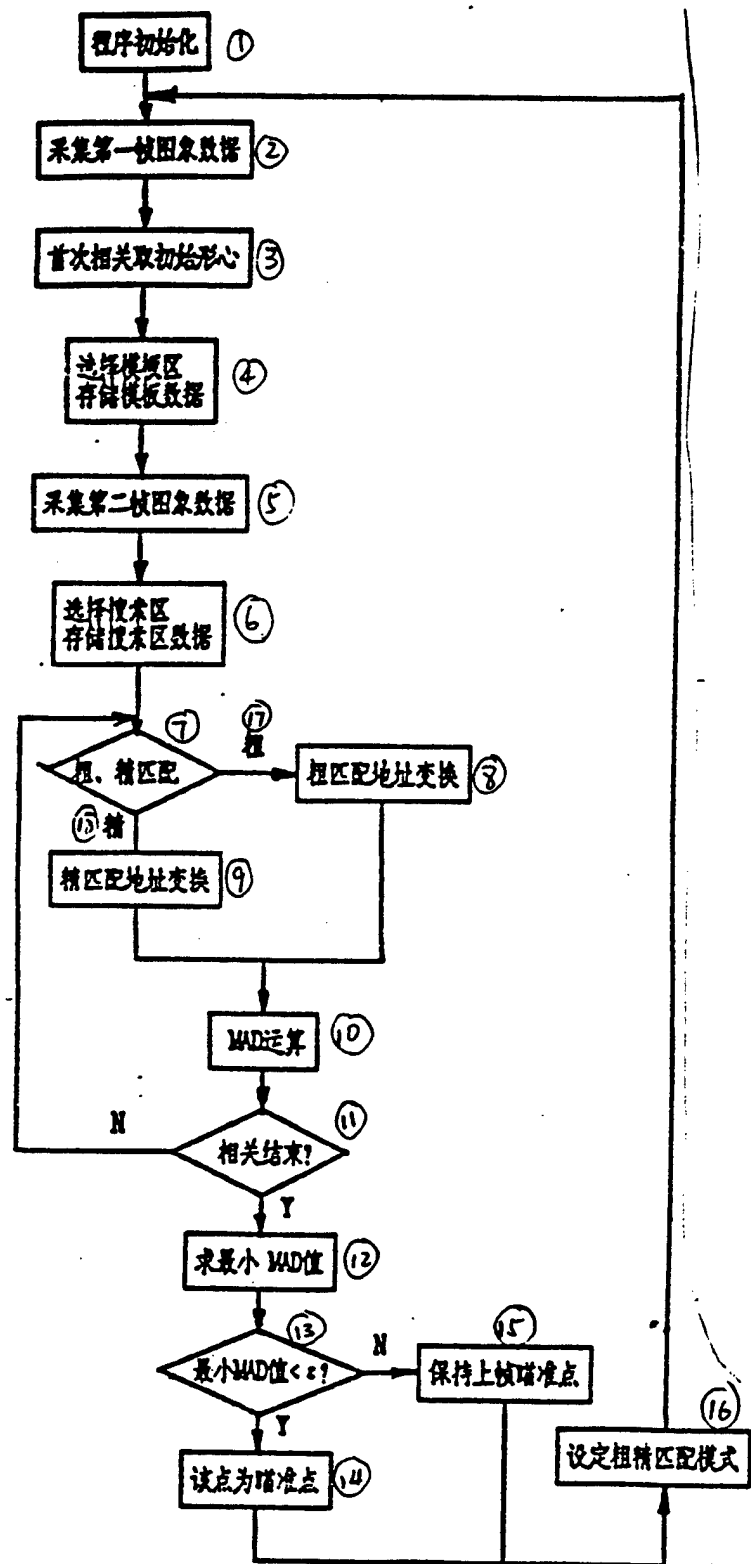 程序初始化 ①
采集第一帧图象数据 ②
首次相关取初始形心 ③
选择模板区
存储模板数据 ④
采集第二帧图象数据 ⑤
选择搜索区
存储搜索区数据 ⑥
⑦ ⑰
粗、精匹配 粗 粗匹配地址变换 ⑧
⑱ 精
精匹配地址变换 ⑨
MAD运算 ⑩
⑪
N 相关结束?
Y
求最小 MAD值 ⑫
⑬ ⑮
最小MAD值<ε? N 保持上帧瞄准点
Y ⑯
该点为瞄准点 ⑭ 设定粗精匹配模式